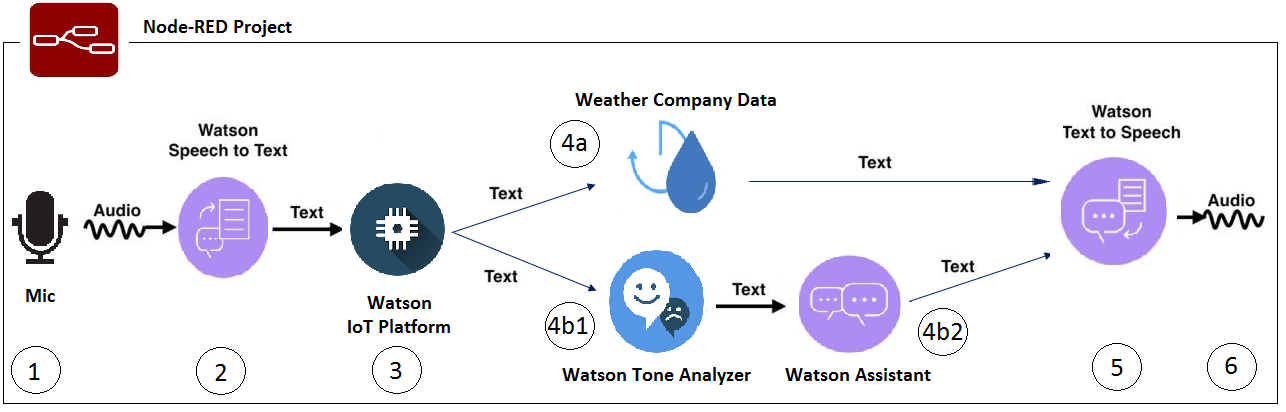 Node-RED Project
Weather Company Data
4a
Watson
Speech to Text
Watson
Text to Speech
Text
Text
Audio
Text
Audio
Mic
Watson
IoT Platform
Text
4b1
Text
Text
4b2
Watson Tone Analyzer
Watson Assistant
1
2
3
5
6